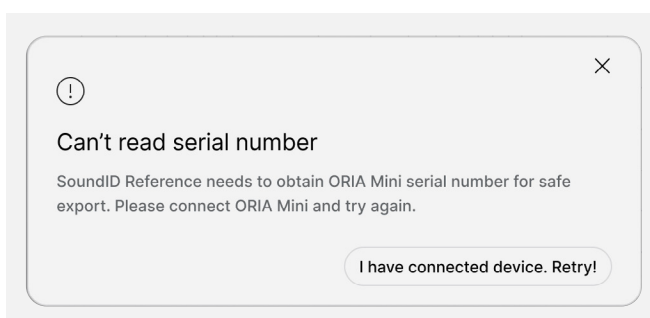 Can’t read serial number
SoundID Reference needs to obtain ORIA Mini serial number for safe
export. Please connect ORIA Mini and try again.
I have connected device. Retry!